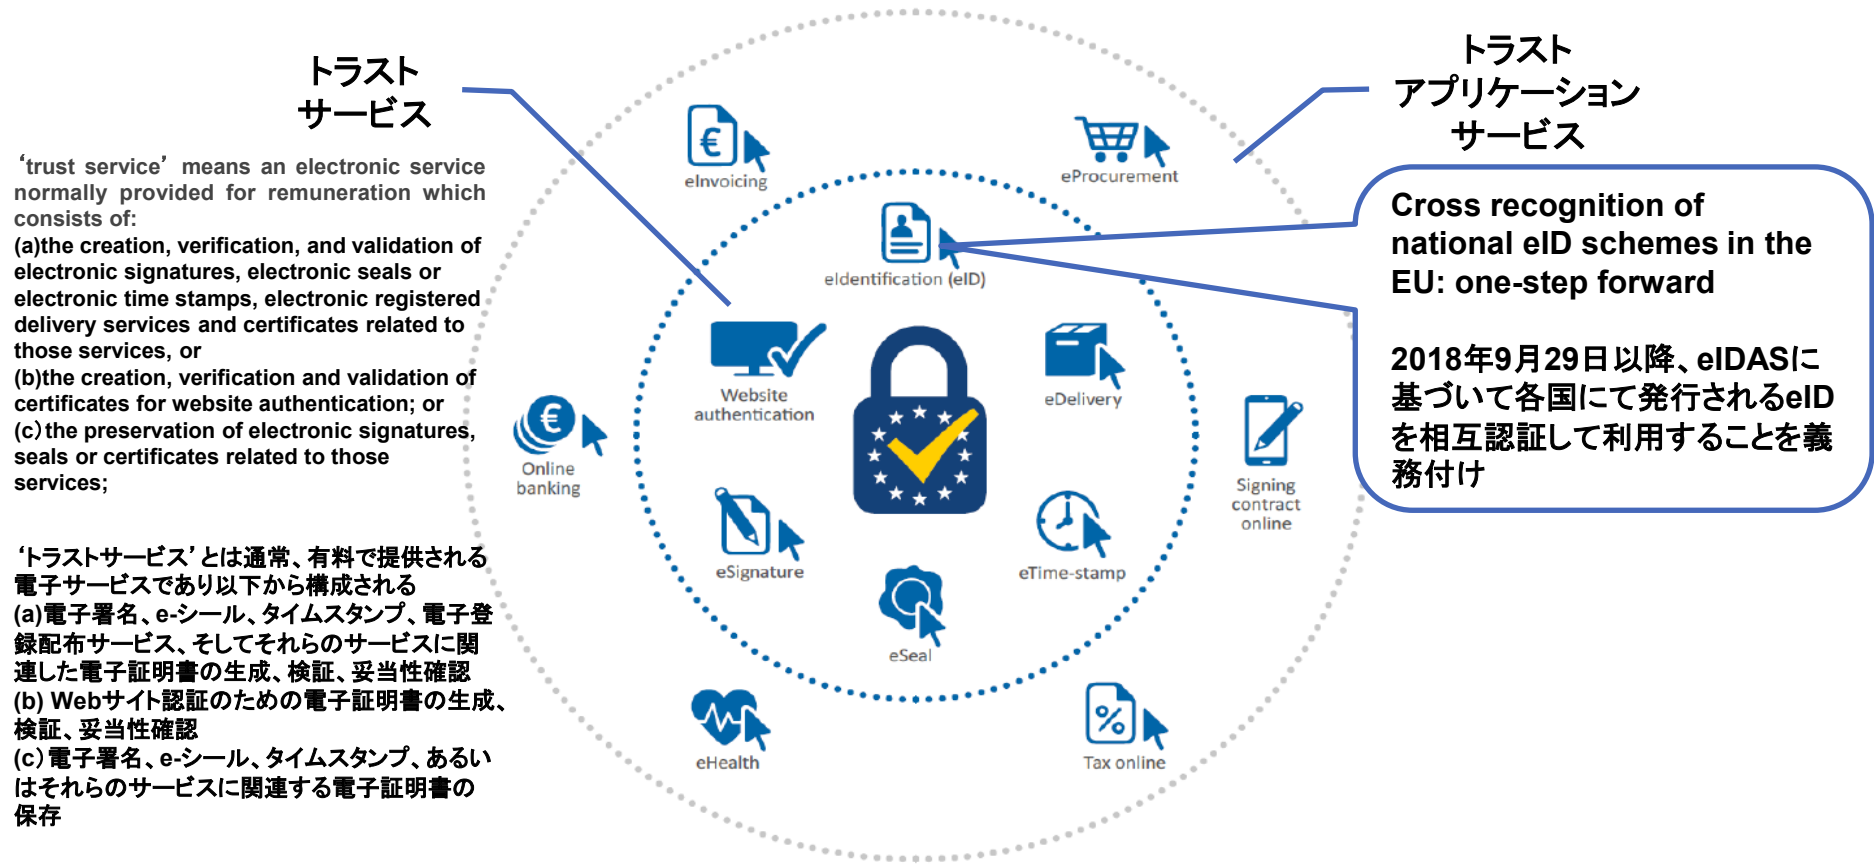 トラスト
サービス
‘trust service’ means an electronic service
normally provided for remuneration which
consists of:
(a)the creation, verification, and validation of
electronic signatures, electronic seals or
electronic time stamps, electronic registered
delivery services and certificates related to
those services, or
(b)the creation, verification and validation of
certificates for website authentication; or
(c)the preservation of electronic signatures,
seals or certificates related to those
services;
‘トラストサービス’とは通常、有料で提供される
電子サービスであり以下から構成される
(a)電子署名、e-シール、タイムスタンプ、電子登
録配布サービス、そしてそれらのサービスに関
連した電子証明書の生成、検証、妥当性確認
(b) Webサイト認証のための電子証明書の生成、
検証、妥当性確認
(c)電子署名、e-シール、タイムスタンプ、あるい
はそれらのサービスに関連する電子証明書の
保存
eInvoicing
eProcurement
eIdentification (eID)
Website
authentication
eDelivery
Online
banking
Signing
contract
online
eSignature
eTime-stamp
eSeal
eHealth
Tax online
トラスト
アプリケーション
サービス
Cross recognition of
national eID schemes in the
EU: one-step forward
2018年9月29日以降、eIDASに
基づいて各国にて発行されるeID
を相互認証して利用することを義
務付け